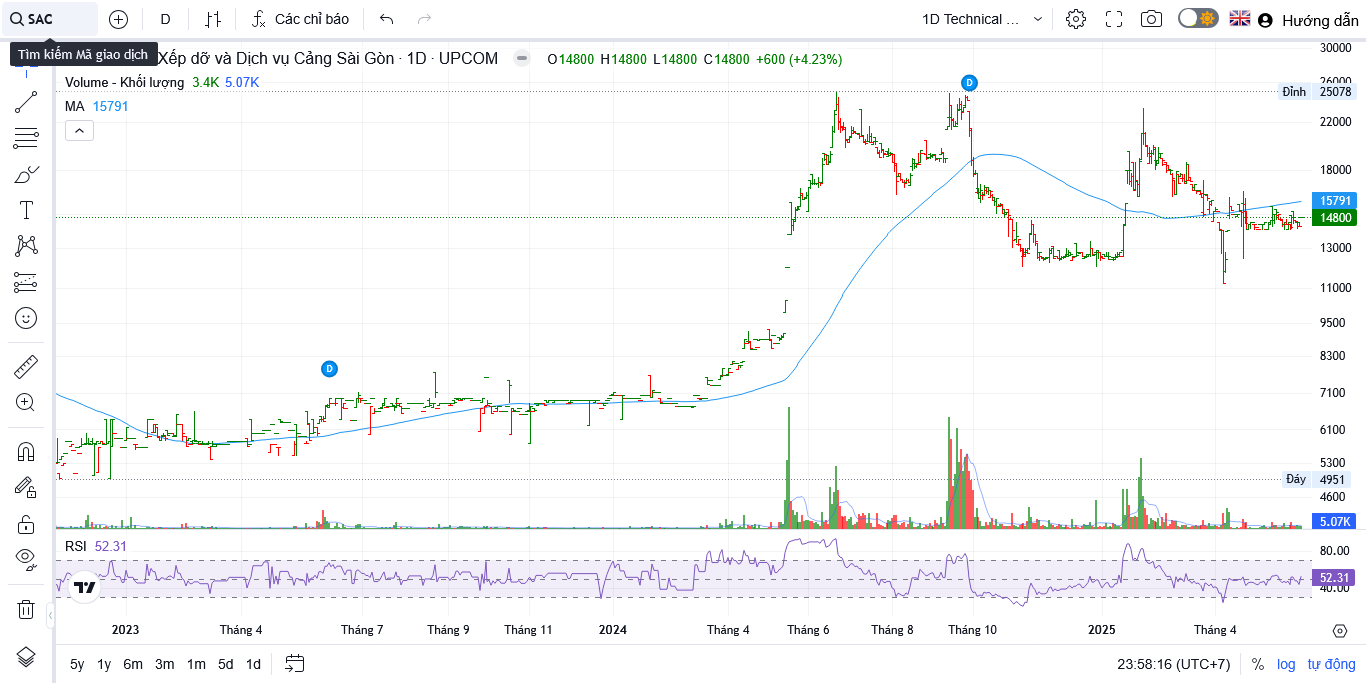 SAC
D
Các chỉ báo
1D Technical ...
Hướng dẫn
Tìm kiếm Mã giao dịch
Xếp dỡ và Dịch vụ Cảng Sài Gòn · 1D · UPCOM
O14800 H14800 L14800 C14800 +600 (+4.23%)
Volume - Khối lượng 3.4K 5.07K
MA 15791
D
D
30000
26000
Đỉnh 25078
22000
18000
15791
14800
13000
11000
9500
8300
7100
6100
5300
Đáy 4951
4600
5.07K
RSI 52.31
80.00
52.31
40.00
2023 Tháng 4 Tháng 7 Tháng 9 Tháng 11 2024 Tháng 4 Tháng 6 Tháng 8 Tháng 10 2025 Tháng 4
5y 1y 6m 3m 1m 5d 1d
23:58:16 (UTC+7) % log tự động